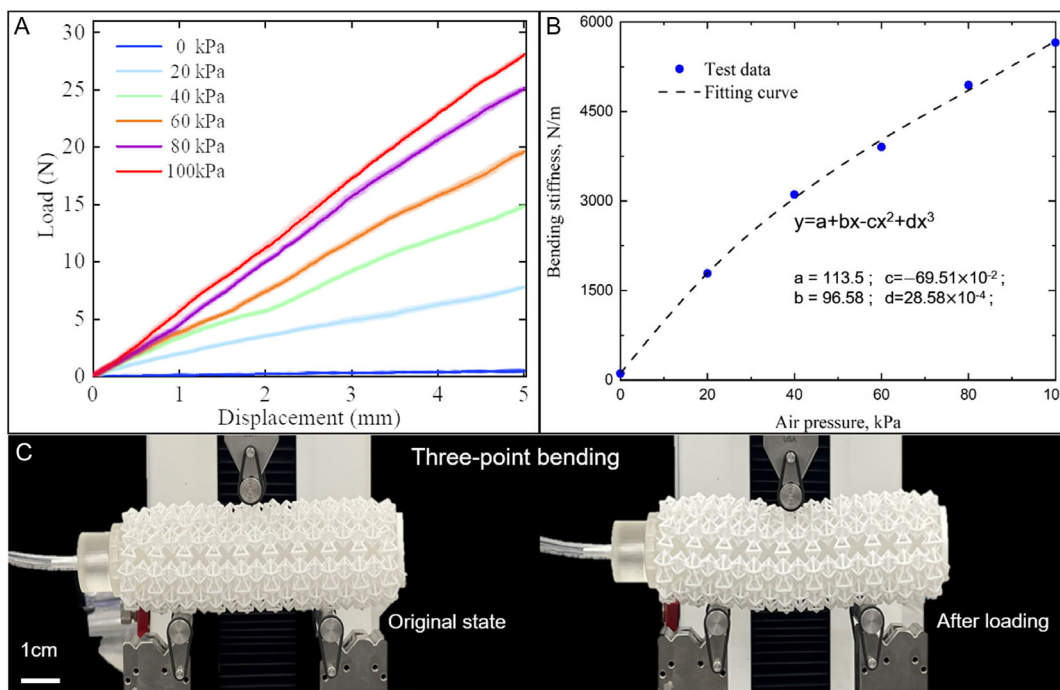 A
30
25
20
15
10
5
0
Load (N)
0 kPa
20 kPa
40 kPa
60 kPa
80 kPa
100kPa
0 1 2 3 4 5
Displacement (mm)
B
6000
4500
3000
1500
0
Bending stiffness, N/m
Test data
Fitting curve
y=a+bx-cx²+dx³
a = 113.5 ; c=−69.51×10⁻² ;
b = 96.58 ; d=28.58×10⁻⁴ ;
0 20 40 60 80 10
Air pressure, kPa
C
Three-point bending
USA
Original state
After loading
1cm